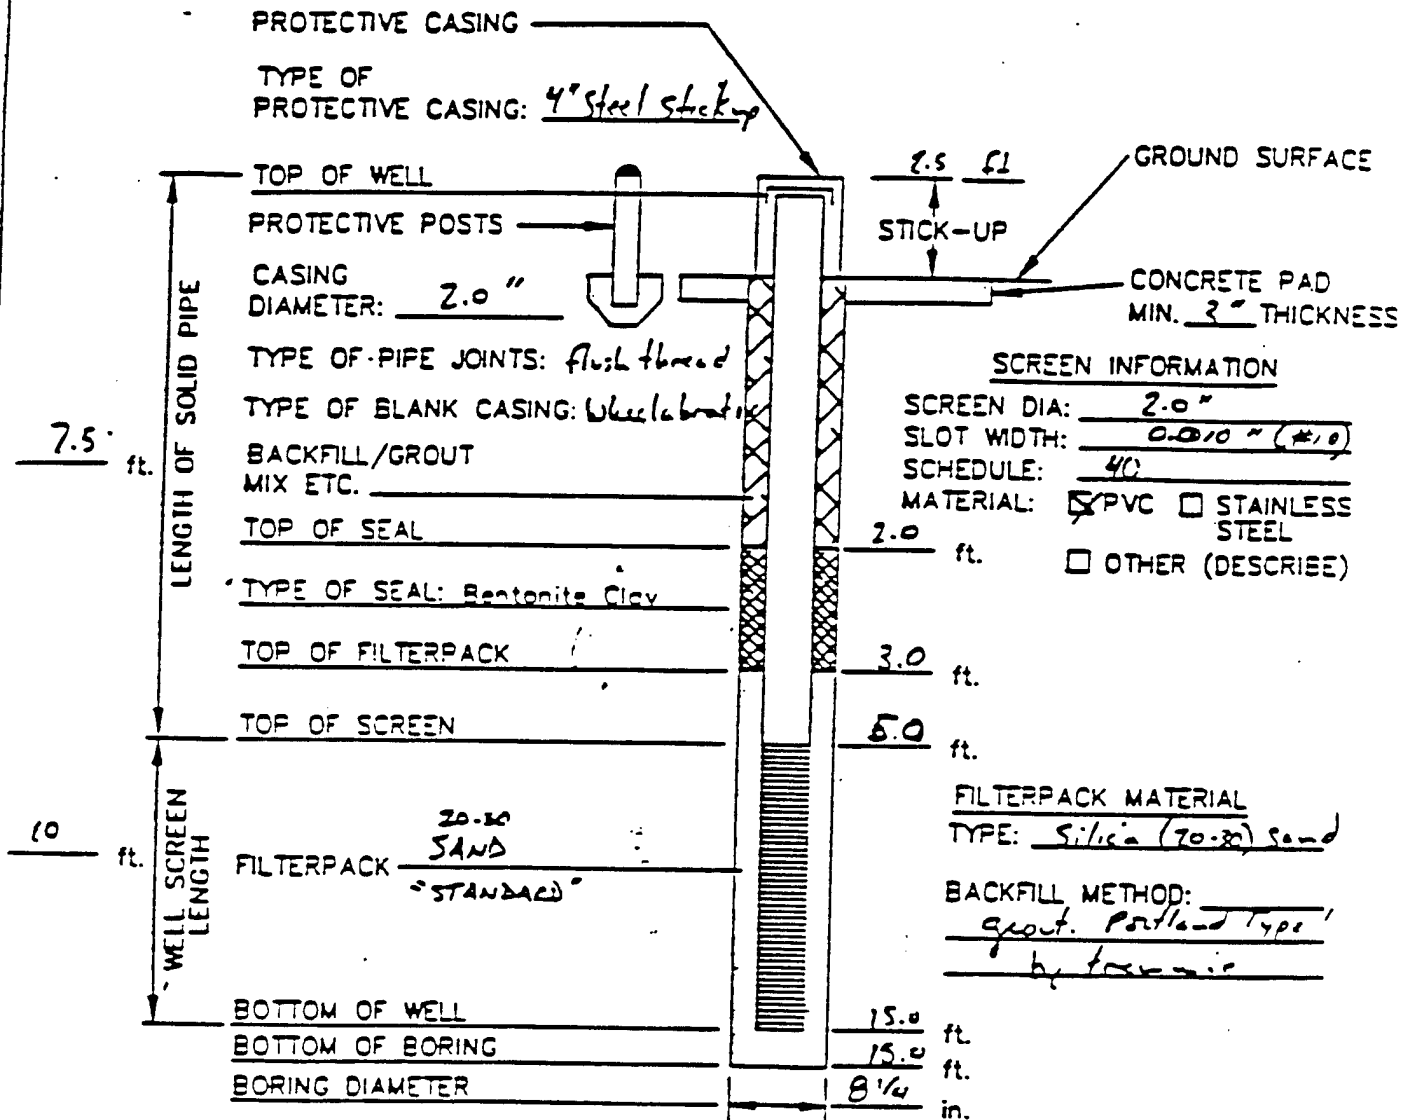 PROTECTIVE CASING
TYPE OF
PROTECTIVE CASING: 4" Steel Stickup
TOP OF WELL
2.5 ft
GROUND SURFACE
PROTECTIVE POSTS
STICK-UP
CASING
DIAMETER: 2.0"
CONCRETE PAD
MIN. 3" THICKNESS
LENGTH OF SOLID PIPE
7.5 ft.
TYPE OF PIPE JOINTS: flush thread
TYPE OF BLANK CASING:
BACKFILL/GROUT
MIX ETC.
SCREEN INFORMATION
SCREEN DIA: 2.0"
SLOT WIDTH: 0.010" (#10)
SCHEDULE: 40
MATERIAL: PVC STAINLESS
STEEL
OTHER (DESCRIBE)
TOP OF SEAL 2.0 ft.
TYPE OF SEAL: Bentonite Clay
TOP OF FILTERPACK 3.0 ft.
TOP OF SCREEN 5.0 ft.
10 ft.
WELL SCREEN
LENGTH
20-30
FILTERPACK SAND
"STANDARD"
FILTERPACK MATERIAL
TYPE: Silica (20-30) Sand
BACKFILL METHOD:
grout. Portland Type 1
by tremmie
BOTTOM OF WELL 15.0 ft.
BOTTOM OF BORING 15.0 ft.
BORING DIAMETER 8 1/4 in.